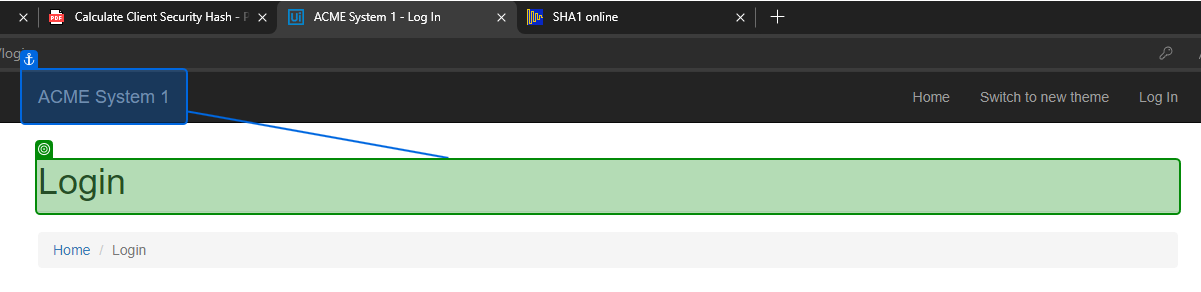 Calculate Client Security Hash - P
Ui ACME System 1 - Log In
SHA1 online
/login
ACME System 1
Home Switch to new theme Log In
Login
Home / Login